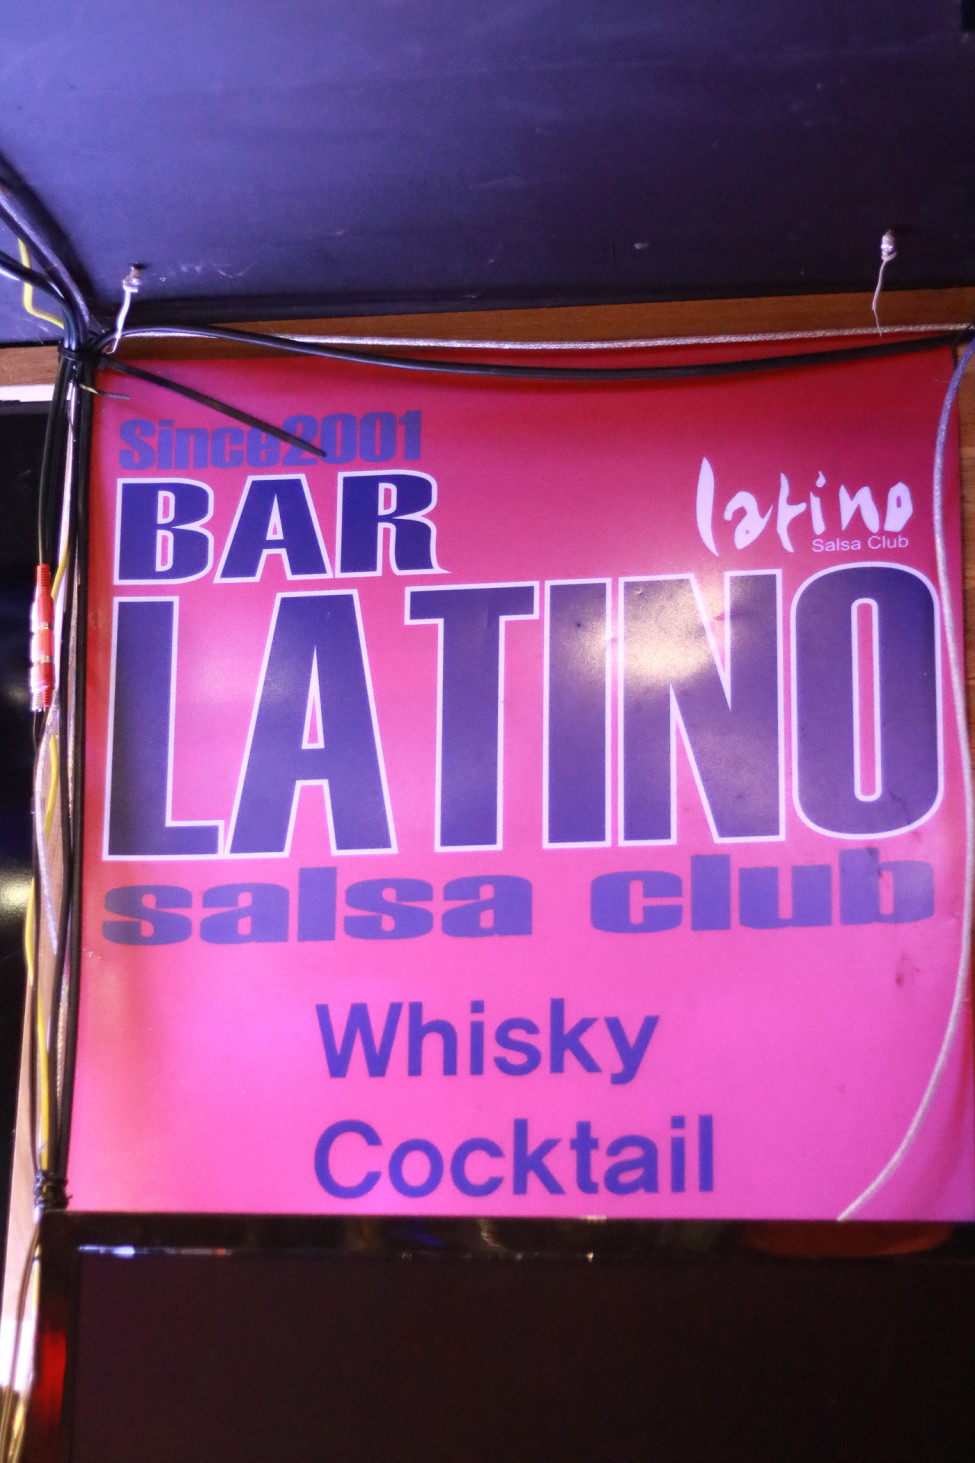 Since2001
BAR
latino
Salsa Club
LATINO
salsa club
Whisky
Cocktail